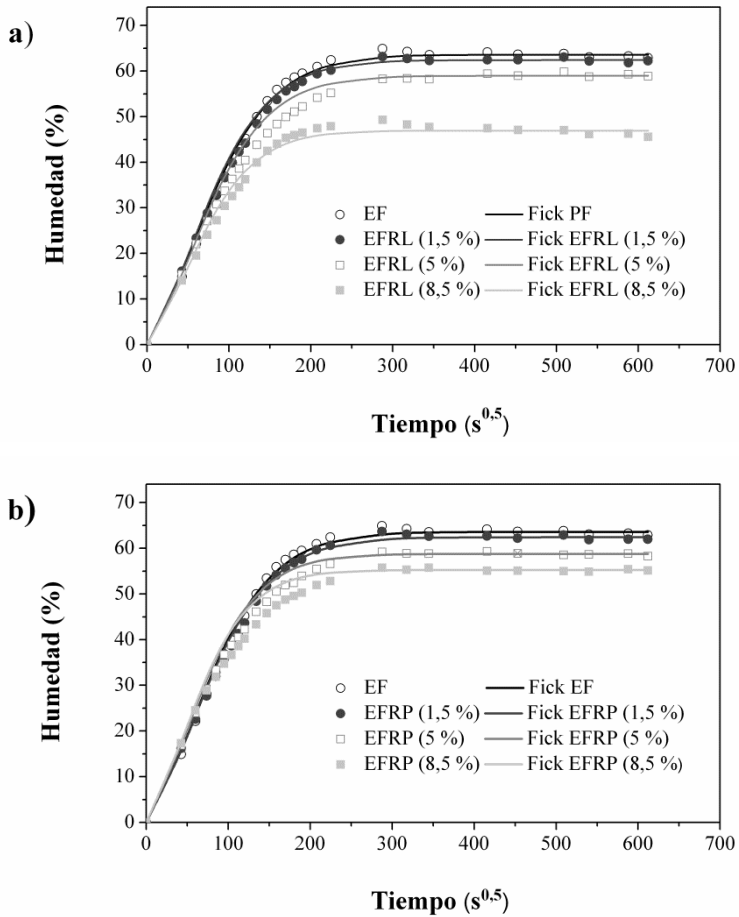 a)
Humedad (%)
70
60
50
40
30
20
10
0
EF
EFRL (1,5 %)
EFRL (5 %)
EFRL (8,5 %)
Fick PF
Fick EFRL (1,5 %)
Fick EFRL (5 %)
Fick EFRL (8,5 %)
0 100 200 300 400 500 600 700
Tiempo (s0,5)
b)
Humedad (%)
70
60
50
40
30
20
10
0
EF
EFRP (1,5 %)
EFRP (5 %)
EFRP (8,5 %)
Fick EF
Fick EFRP (1,5 %)
Fick EFRP (5 %)
Fick EFRP (8,5 %)
0 100 200 300 400 500 600 700
Tiempo (s0,5)